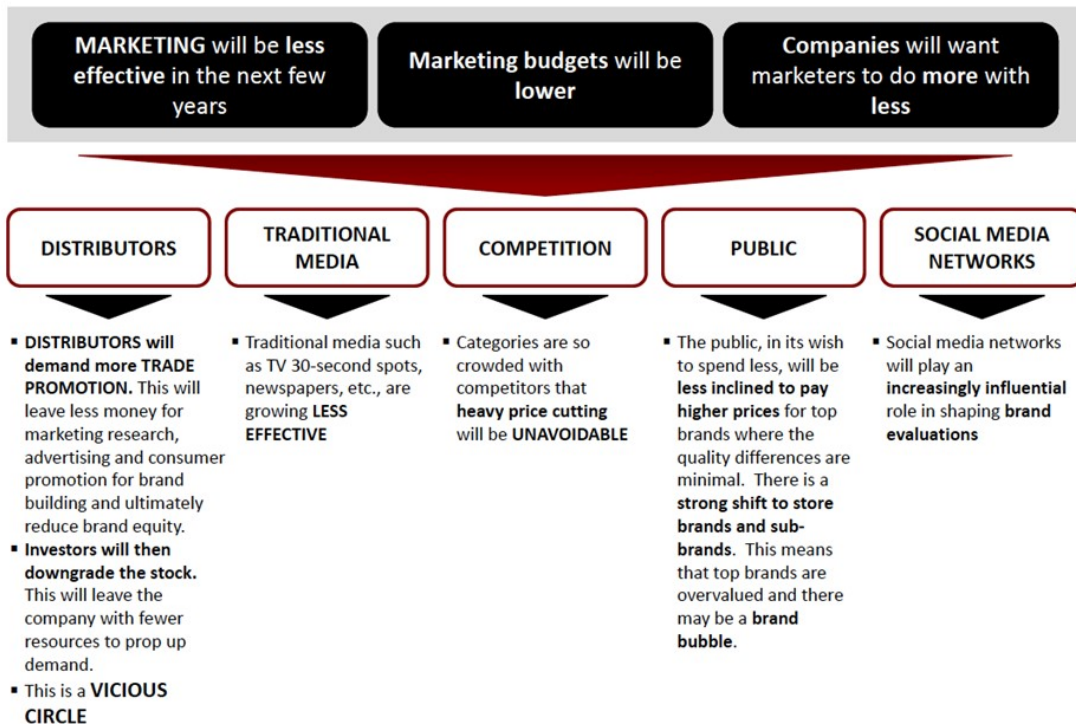 MARKETING will be less
effective in the next few
years
Marketing budgets will be
lower
Companies will want
marketers to do more with
less
DISTRIBUTORS
TRADITIONAL
MEDIA
COMPETITION
PUBLIC
SOCIAL MEDIA
NETWORKS
▪ DISTRIBUTORS will
demand more TRADE
PROMOTION. This will
leave less money for
marketing research,
advertising and consumer
promotion for brand
building and ultimately
reduce brand equity.
▪ Investors will then
downgrade the stock.
This will leave the
company with fewer
resources to prop up
demand.
▪ This is a VICIOUS
CIRCLE
▪ Traditional media such
as TV 30-second spots,
newspapers, etc., are
growing LESS
EFFECTIVE
▪ Categories are so
crowded with
competitors that
heavy price cutting
will be UNAVOIDABLE
▪ The public, in its wish
to spend less, will be
less inclined to pay
higher prices for top
brands where the
quality differences are
minimal. There is a
strong shift to store
brands and sub-
brands. This means
that top brands are
overvalued and there
may be a brand
bubble.
▪ Social media networks
will play an
increasingly influential
role in shaping brand
evaluations